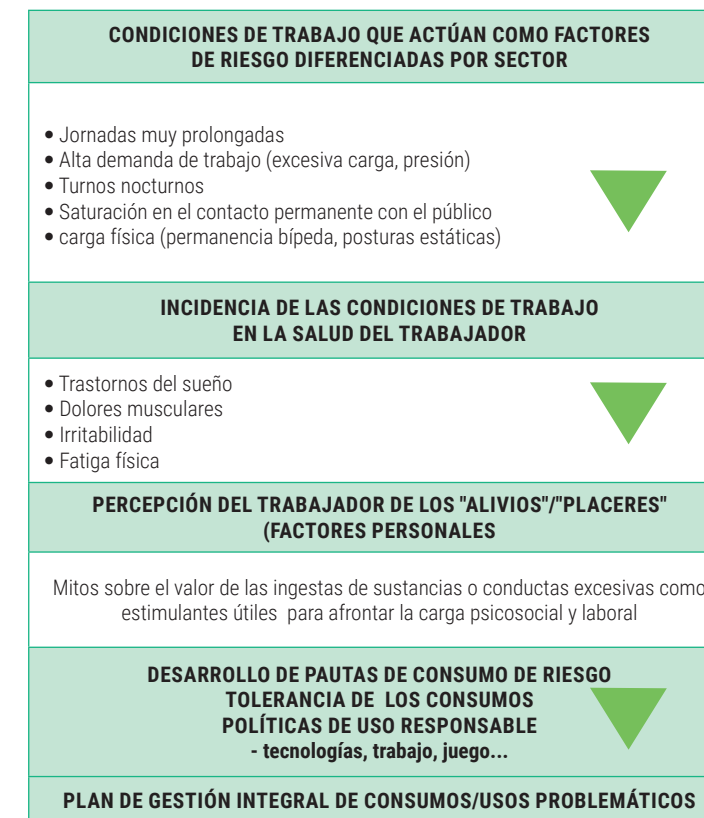 CONDICIONES DE TRABAJO QUE ACTÚAN COMO FACTORES
DE RIESGO DIFERENCIADAS POR SECTOR
• Jornadas muy prolongadas
• Alta demanda de trabajo (excesiva carga, presión)
• Turnos nocturnos
• Saturación en el contacto permanente con el público
• carga física (permanencia bípeda, posturas estáticas)
INCIDENCIA DE LAS CONDICIONES DE TRABAJO
EN LA SALUD DEL TRABAJADOR
• Trastornos del sueño
• Dolores musculares
• Irritabilidad
• Fatiga física
PERCEPCIÓN DEL TRABAJADOR DE LOS "ALIVIOS"/"PLACERES"
(FACTORES PERSONALES
Mitos sobre el valor de las ingestas de sustancias o conductas excesivas como
estimulantes útiles para afrontar la carga psicosocial y laboral
DESARROLLO DE PAUTAS DE CONSUMO DE RIESGO
TOLERANCIA DE LOS CONSUMOS
POLÍTICAS DE USO RESPONSABLE
- tecnologías, trabajo, juego...
PLAN DE GESTIÓN INTEGRAL DE CONSUMOS/USOS PROBLEMÁTICOS